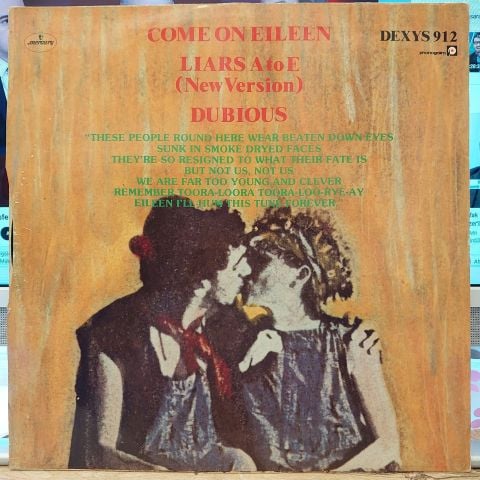 mercury
COME ON EILEEN
DEXYS 912
phonogram
LIARS A to E
(New Version)
DUBIOUS
"THESE PEOPLE ROUND HERE WEAR BEATEN DOWN EYES
SUNK IN SMOKE DRYED FACES
THEY'RE SO RESIGNED TO WHAT THEIR FATE IS
BUT NOT US, NOT US
WE ARE FAR TOO YOUNG AND CLEVER
REMEMBER TOORA-LOORA TOORA-LOO-RYE-AY
EILEEN I'LL HUM THIS TUNE FOREVER"